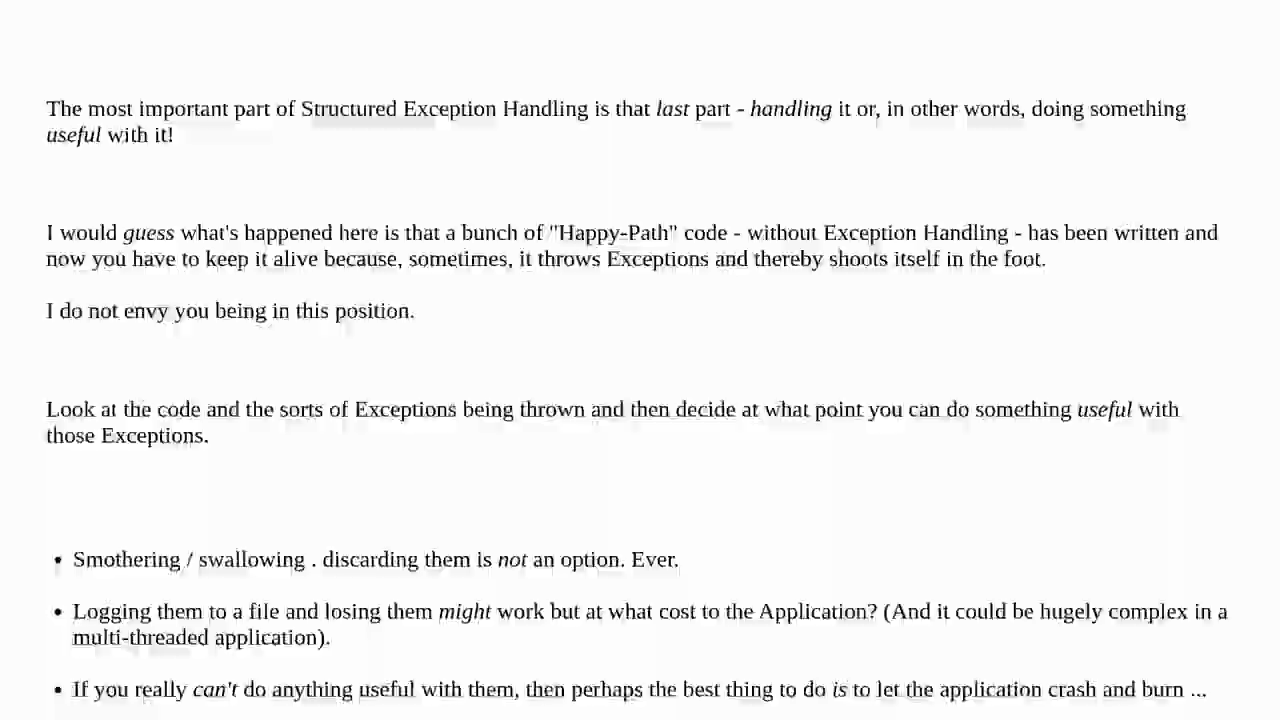 The most important part of Structured Exception Handling is that last part - handling it or, in other words, doing something
useful with it!
I would guess what's happened here is that a bunch of "Happy-Path" code - without Exception Handling - has been written and
now you have to keep it alive because, sometimes, it throws Exceptions and thereby shoots itself in the foot.
I do not envy you being in this position.
Look at the code and the sorts of Exceptions being thrown and then decide at what point you can do something useful with
those Exceptions.
• Smothering / swallowing . discarding them is not an option. Ever.
• Logging them to a file and losing them might work but at what cost to the Application? (And it could be hugely complex in a
multi-threaded application).
• If you really can't do anything useful with them, then perhaps the best thing to do is to let the application crash and burn ...